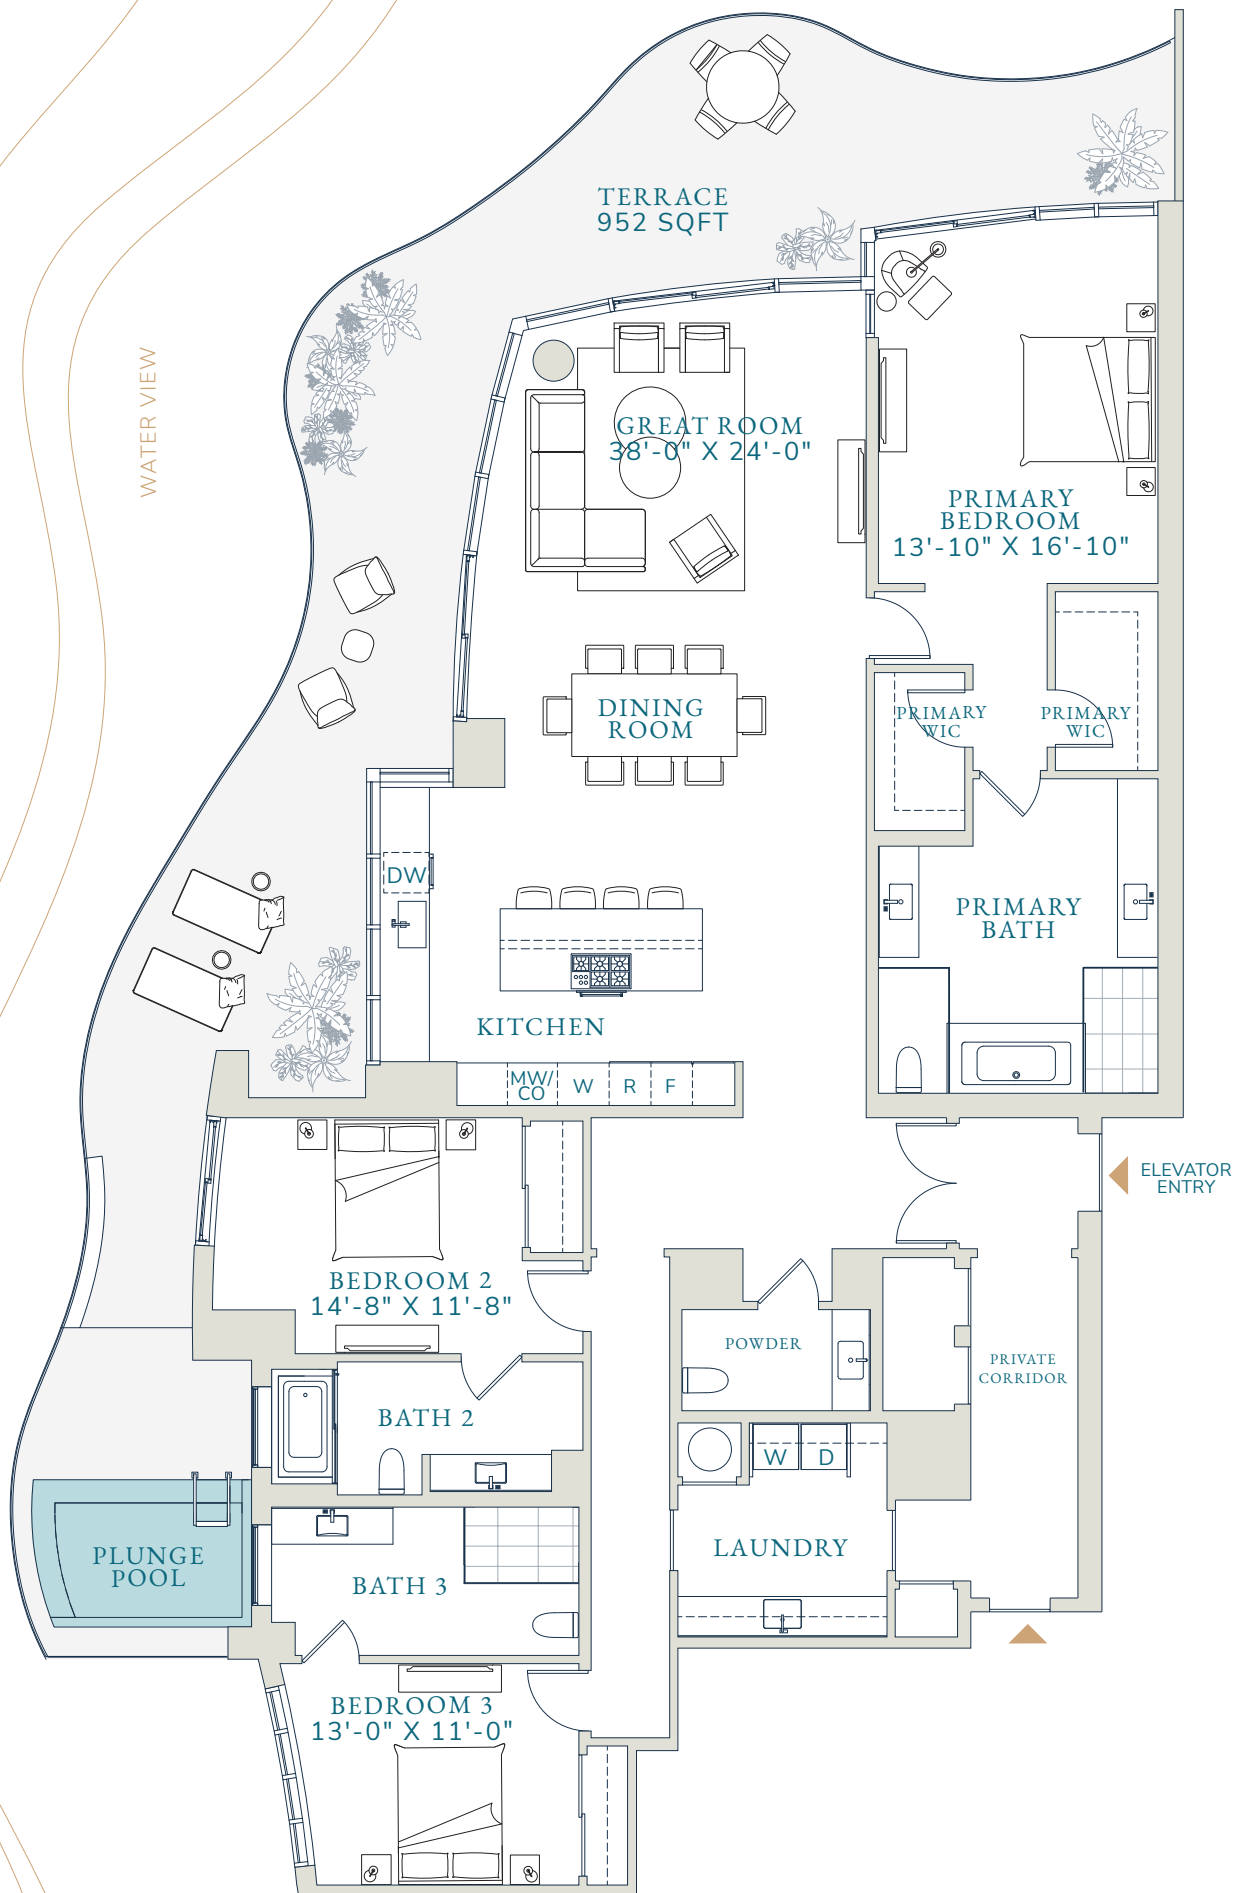 TERRACE
952 SQFT
WATER VIEW
GREAT ROOM
38'-0" X 24'-0"
PRIMARY
BEDROOM
13'-10" X 16'-10"
DINING
ROOM
PRIMARY
WIC
PRIMARY
WIC
DW
PRIMARY
BATH
KITCHEN
MW/
CO
W
R
F
ELEVATOR
ENTRY
BEDROOM 2
14'-8" X 11'-8"
POWDER
PRIVATE
CORRIDOR
BATH 2
W
D
PLUNGE
POOL
LAUNDRY
BATH 3
BEDROOM 3
13'-0" X 11'-0"